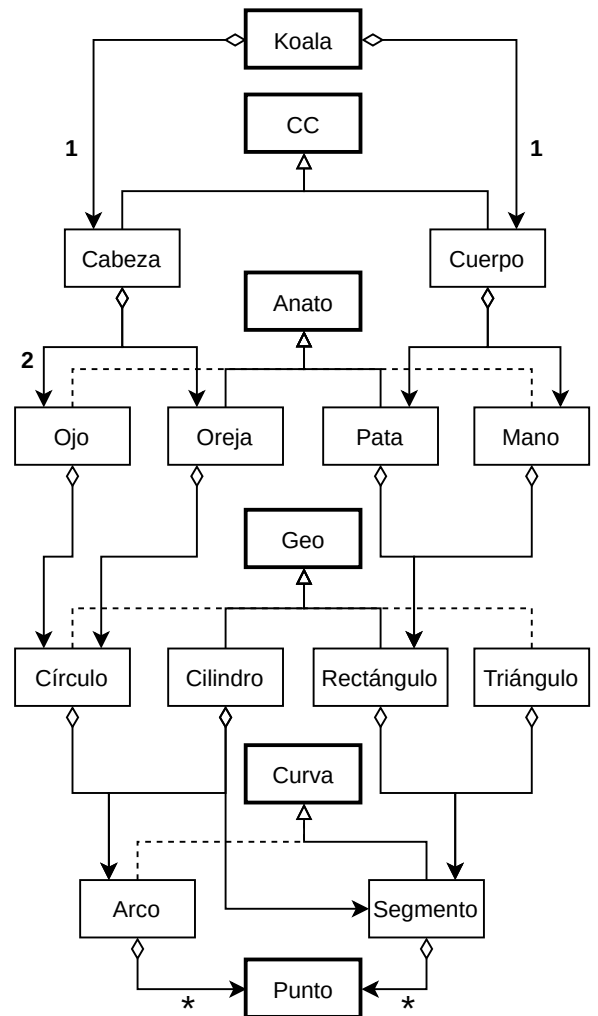 Koala
CC
1
1
Cabeza
Cuerpo
Anato
2
Ojo
Oreja
Pata
Mano
Geo
Círculo
Cilindro
Rectángulo
Triángulo
Curva
Arco
Segmento
Punto
*
*